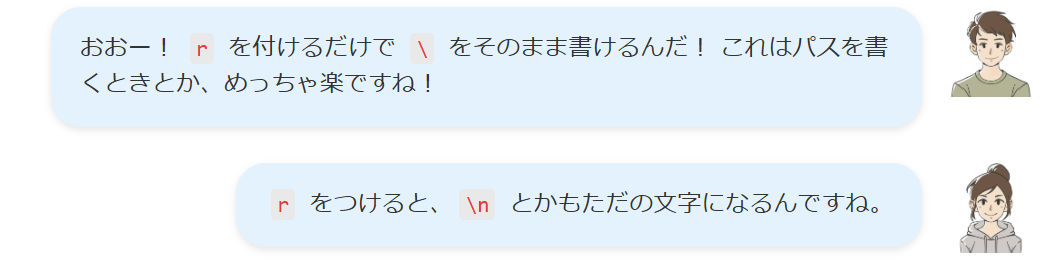 おおー！ r を付けるだけで \ をそのまま書けるんだ！ これはパスを書
くときとか、めっちゃ楽ですね！
r をつけると、 \n とかもただの文字になるんですね。